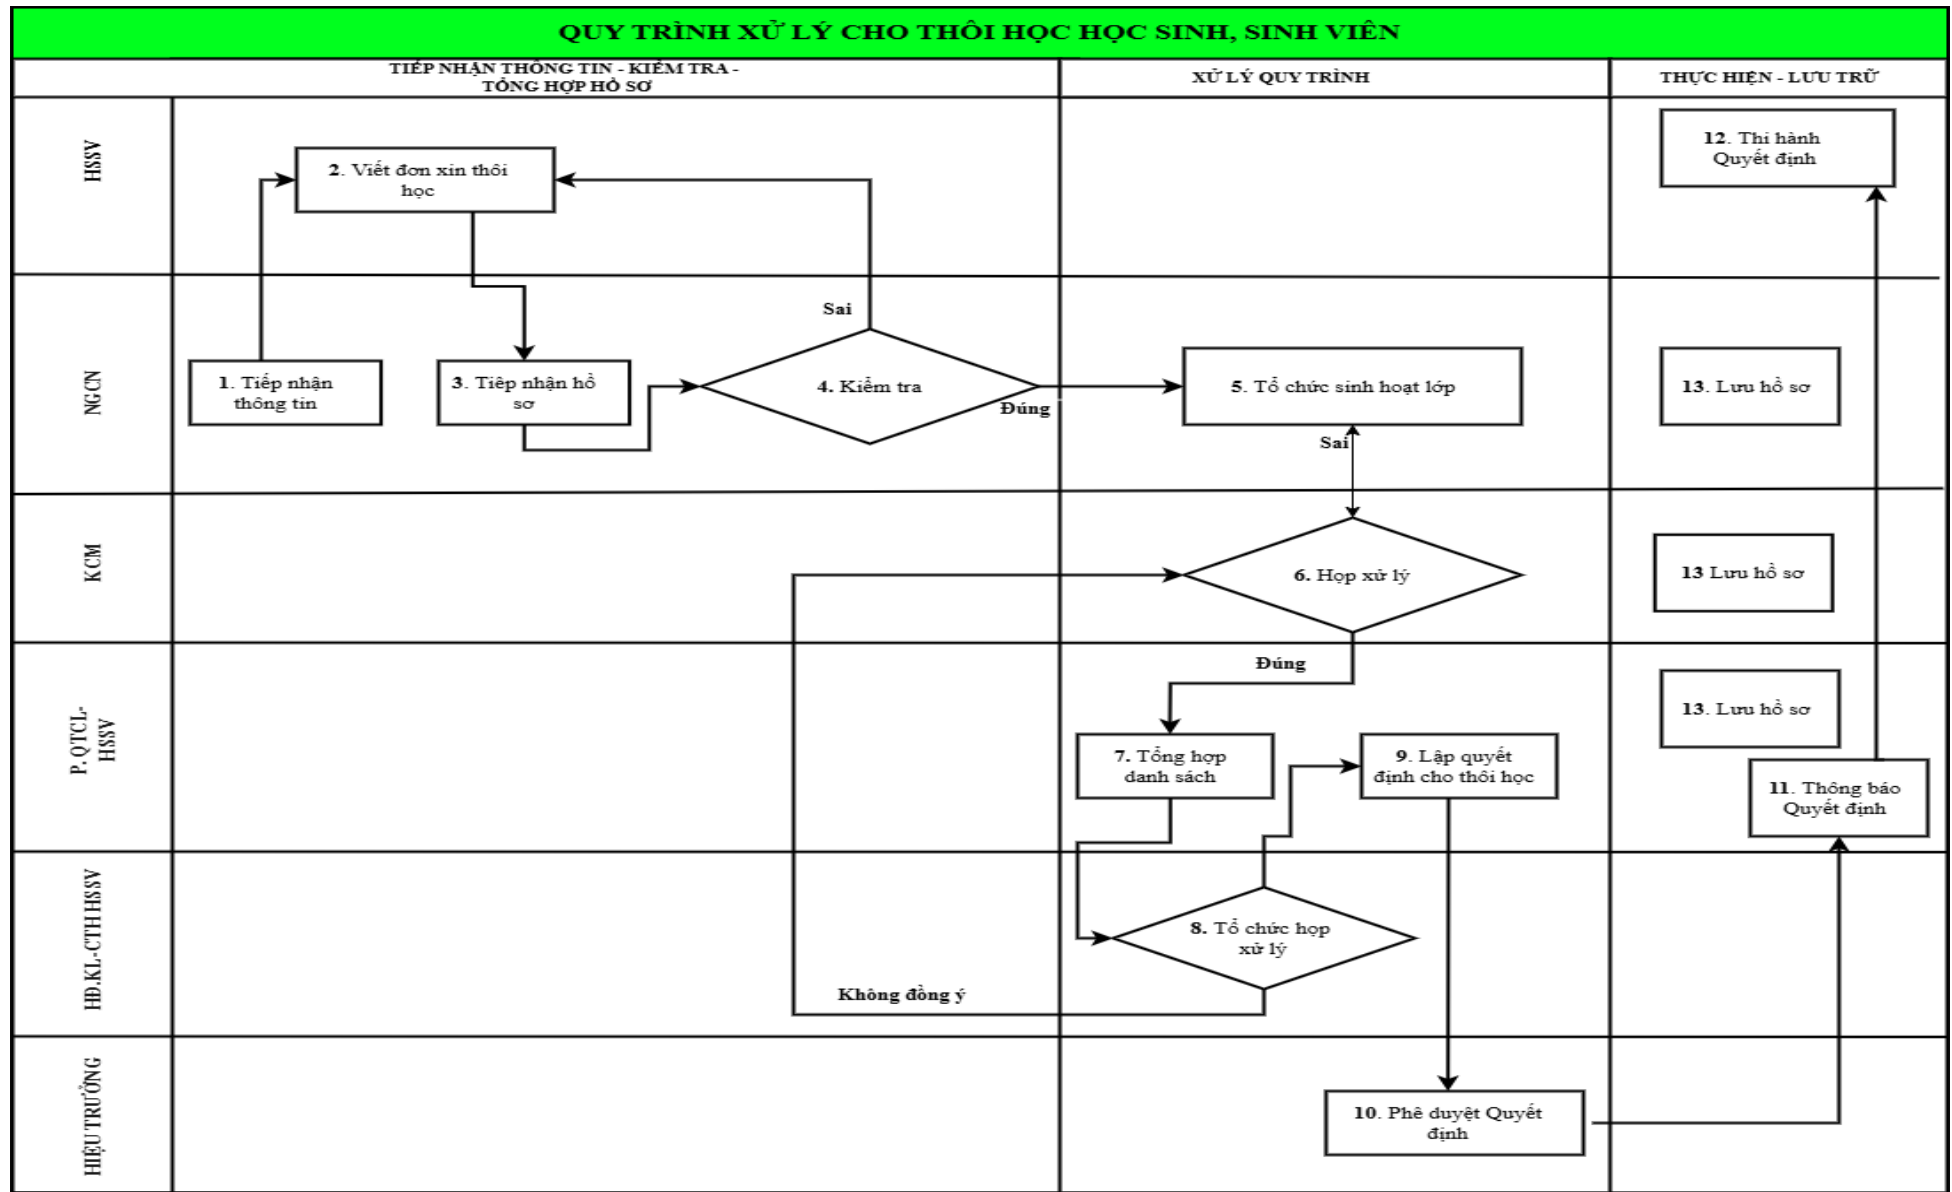 QUY TRÌNH XỬ LÝ CHO THÔI HỌC HỌC SINH, SINH VIÊN
TIẾP NHẬN THÔNG TIN - KIỂM TRA -
TỔNG HỢP HỒ SƠ
XỬ LÝ QUY TRÌNH
THỰC HIỆN - LƯU TRỮ
HSSV
2. Viết đơn xin thôi
học
12. Thi hành
Quyết định
NGCN
Sai
1. Tiếp nhận
thông tin
3. Tiêp nhận hồ
sơ
4. Kiểm tra
Đúng
5. Tổ chức sinh hoạt lớp
Sai
13. Lưu hồ sơ
KCM
6. Họp xử lý
13 Lưu hồ sơ
P. QTCL-
HSSV
Đúng
7. Tổng hợp
danh sách
9. Lập quyết
định cho thôi học
13. Lưu hồ sơ
11. Thông báo
Quyết định
HĐ.KL-CTHHSSV
8. Tổ chức họp
xử lý
Không đồng ý
HIỆU TRƯỞNG
10. Phê duyệt Quyết
định